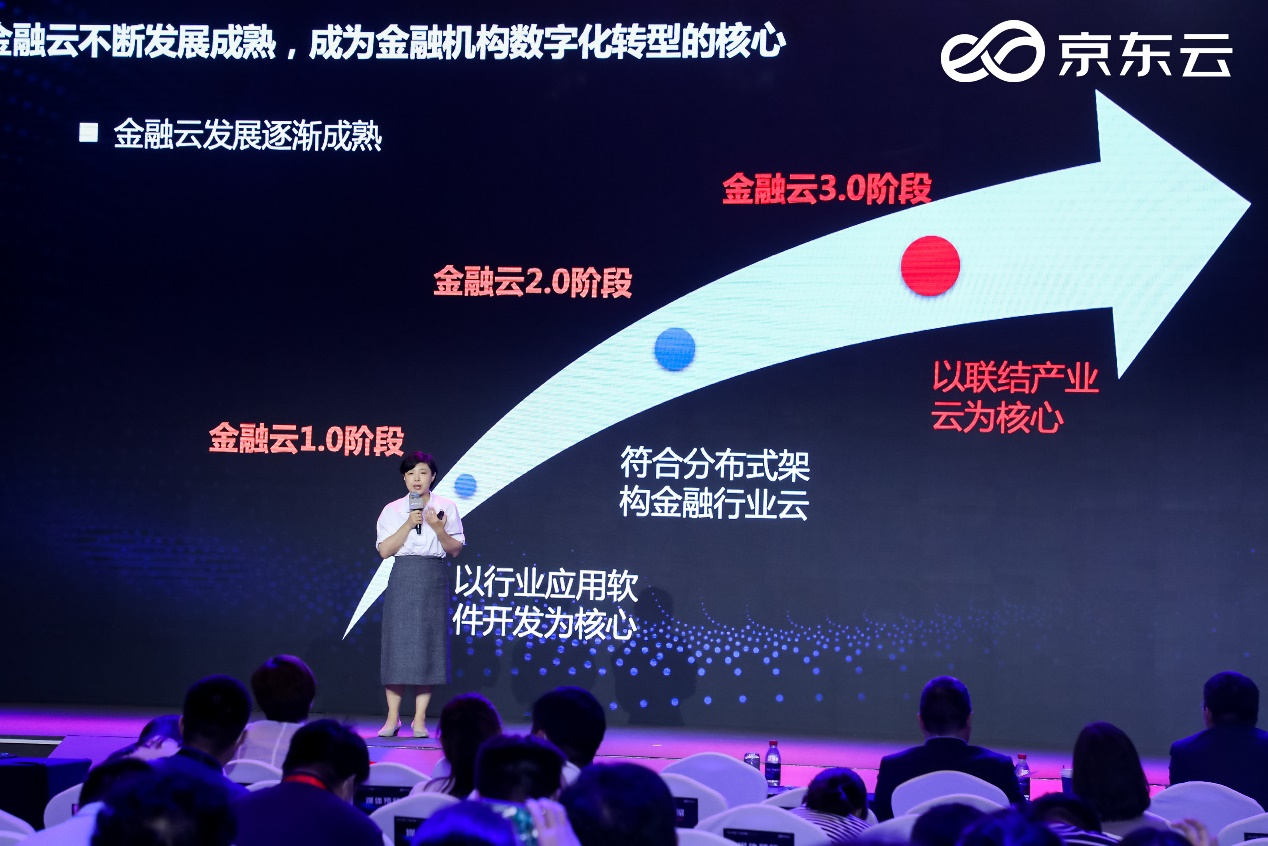 金融云不断发展成熟，成为金融机构数字化转型的核心
京东云
■ 金融云发展逐渐成熟
金融云3.0阶段
金融云2.0阶段
以联结产业
云为核心
金融云1.0阶段
符合分布式架
构金融行业云
以行业应用软
件开发为核心